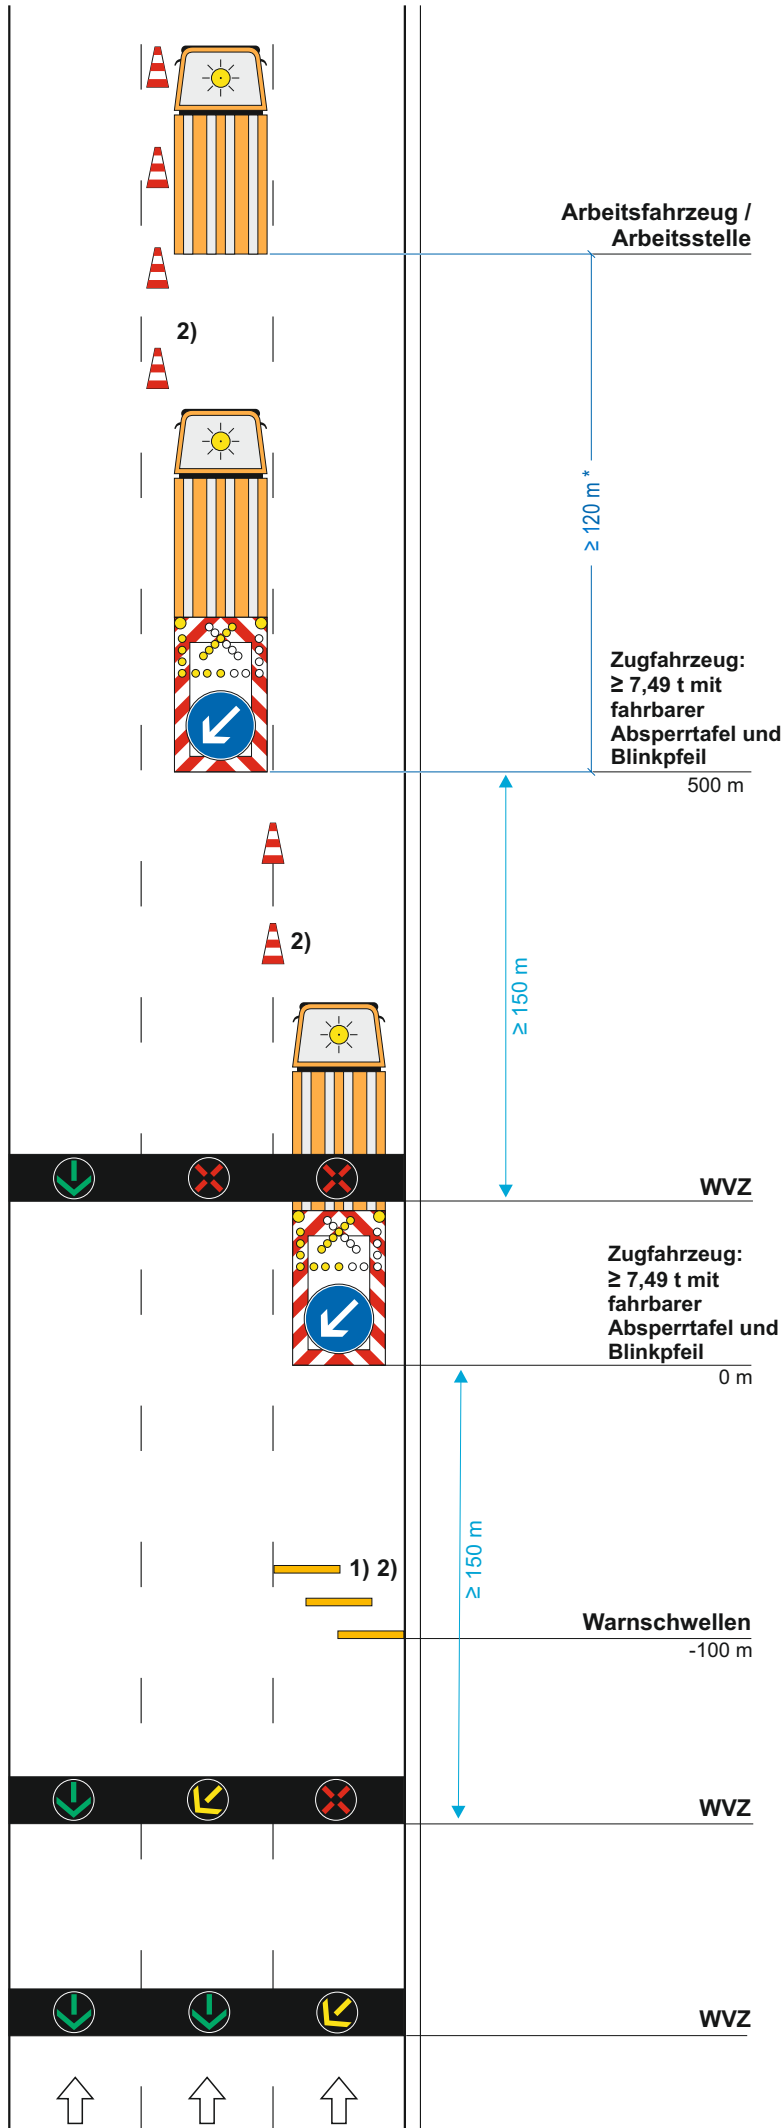 Arbeitsfahrzeug /
Arbeitsstelle
2)
≥ 120 m *
Zugfahrzeug:
≥ 7,49 t mit
fahrbarer
Absperrtafel und
Blinkpfeil
500 m
2)
≥ 150 m
WVZ
Zugfahrzeug:
≥ 7,49 t mit
fahrbarer
Absperrtafel und
Blinkpfeil
0 m
≥ 150 m
1) 2)
Warnschwellen
-100 m
WVZ
WVZ